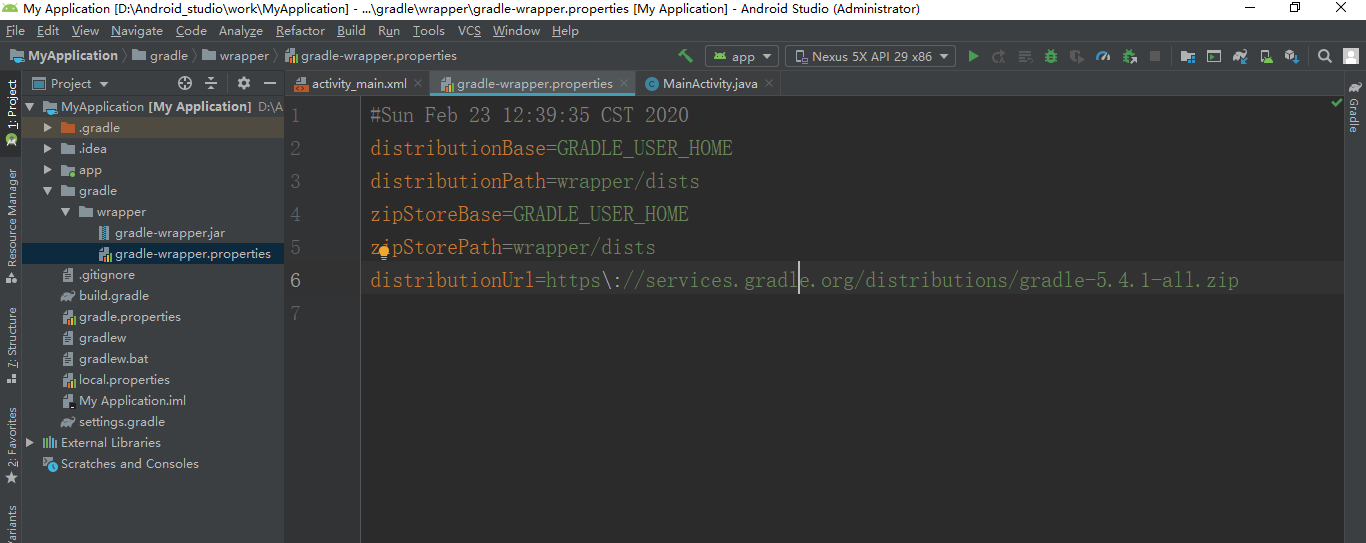 My Application [D:\Android_studio\work\MyApplication] - ...\gradle\wrapper\gradle-wrapper.properties [My Application] - Android Studio (Administrator)
File Edit View Navigate Code Analyze Refactor Build Run Tools VCS Window Help
MyApplication gradle wrapper gradle-wrapper.properties app Nexus 5X API 29 x86
Project activity_main.xml gradle-wrapper.properties MainActivity.java
1: Project
Resource Manager
7: Structure
2: Favorites
Gradle
MyApplication [My Application] D:\A
.gradle
.idea
app
gradle
wrapper
gradle-wrapper.jar
gradle-wrapper.properties
.gitignore
build.gradle
gradle.properties
gradlew
gradlew.bat
local.properties
My Application.iml
settings.gradle
External Libraries
Scratches and Consoles
1 #Sun Feb 23 12:39:35 CST 2020
2 distributionBase=GRADLE_USER_HOME
3 distributionPath=wrapper/dists
4 zipStoreBase=GRADLE_USER_HOME
5 zipStorePath=wrapper/dists
6 distributionUrl=https\://services.gradle.org/distributions/gradle-5.4.1-all.zip
7